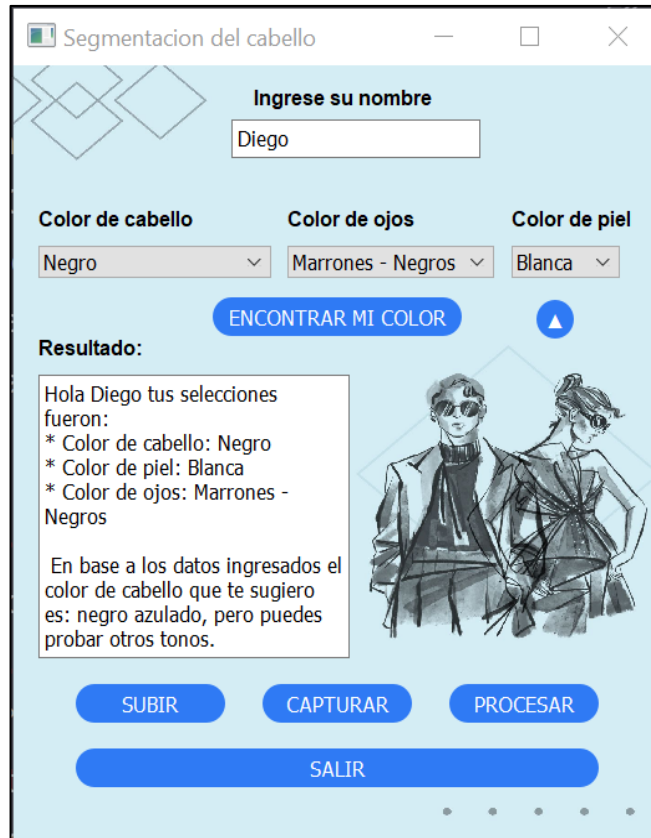 Segmentacion del cabello
Ingrese su nombre
Diego
Color de cabello Color de ojos Color de piel
Negro Marrones - Negros Blanca
ENCONTRAR MI COLOR ▲
Resultado:
Hola Diego tus selecciones
fueron:
* Color de cabello: Negro
* Color de piel: Blanca
* Color de ojos: Marrones -
Negros
En base a los datos ingresados el
color de cabello que te sugiero
es: negro azulado, pero puedes
probar otros tonos.
SUBIR CAPTURAR PROCESAR
SALIR